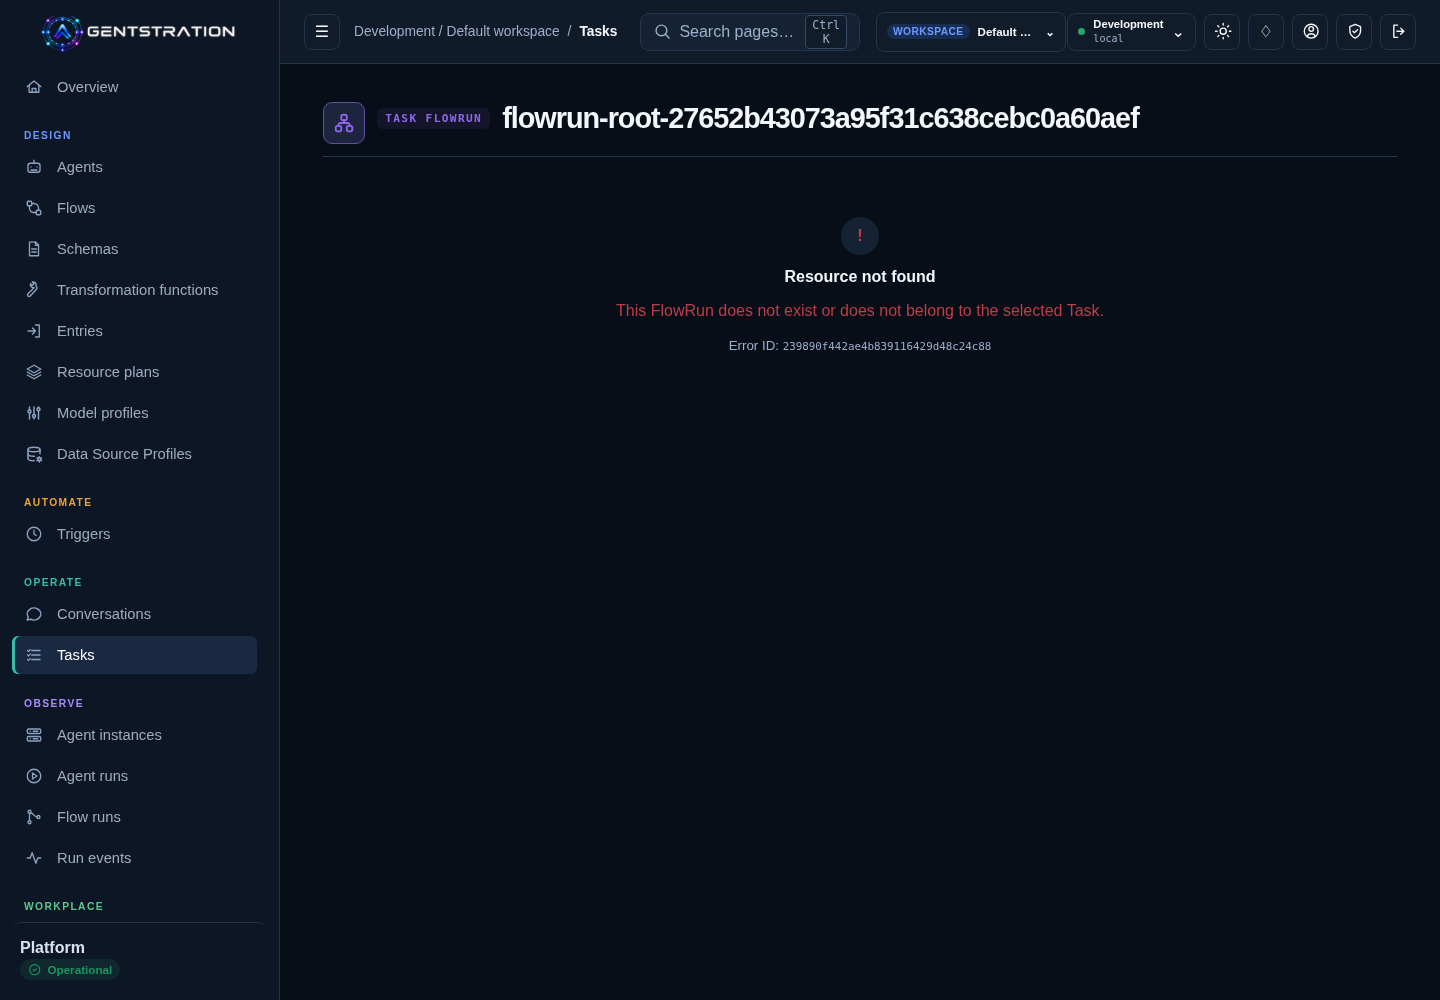 GENTSTRATION
Overview
DESIGN
Agents
Flows
Schemas
Transformation functions
Entries
Resource plans
Model profiles
Data Source Profiles
AUTOMATE
Triggers
OPERATE
Conversations
Tasks
OBSERVE
Agent instances
Agent runs
Flow runs
Run events
WORKPLACE
Platform
Operational
Development / Default workspace / Tasks
Search pages…
Ctrl
K
WORKSPACE Default …
Development
local
TASK FLOWRUN flowrun-root-27652b43073a95f31c638cebc0a60aef
!
Resource not found
This FlowRun does not exist or does not belong to the selected Task.
Error ID: 239890f442ae4b839116429d48c24c88